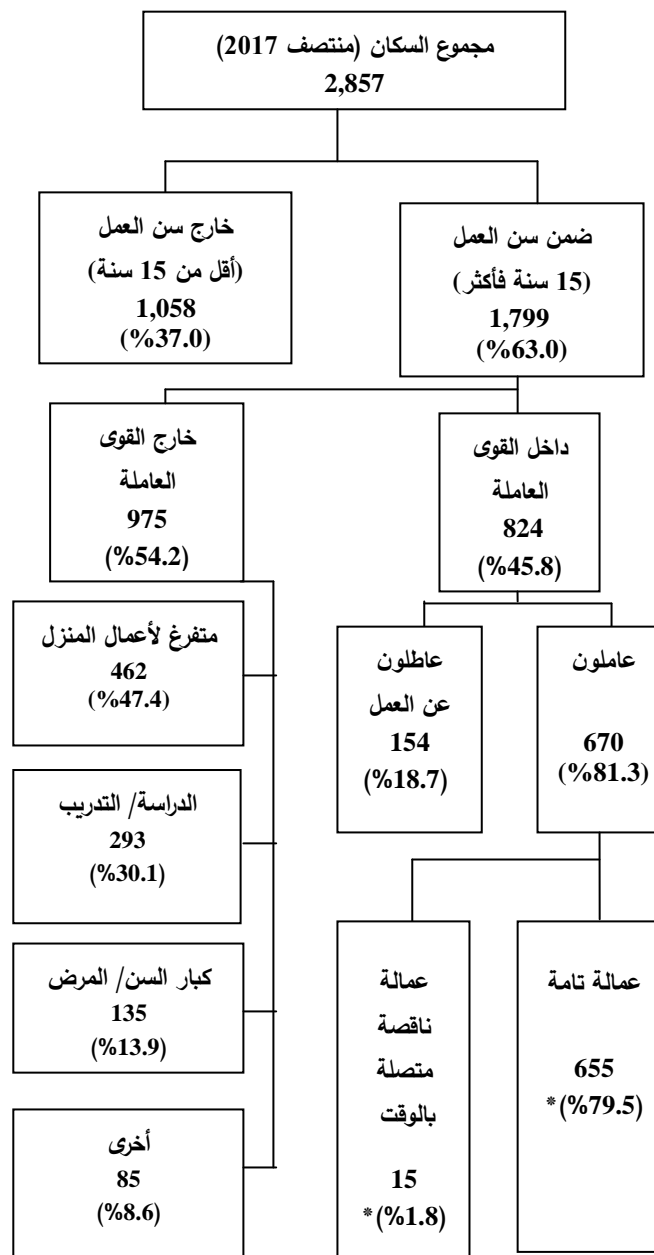 مجموع السكان (منتصف 2017)
2,857
ضمن سن العمل
(15 سنة فأكثر)
1,799
(%63.0)
خارج سن العمل
(أقل من 15 سنة)
1,058
(%37.0)
داخل القوى
العاملة
824
(%45.8)
خارج القوى
العاملة
975
(%54.2)
عاملون
670
(%81.3)
عاطلون
عن العمل
154
(%18.7)
متفرغ لأعمال المنزل
462
(%47.4)
الدراسة/ التدريب
293
(%30.1)
عمالة تامة
655
(%79.5)*
عمالة
ناقصة
متصلة
بالوقت
15
(%1.8)*
كبار السن/ المرض
135
(%13.9)
أخرى
85
(%8.6)